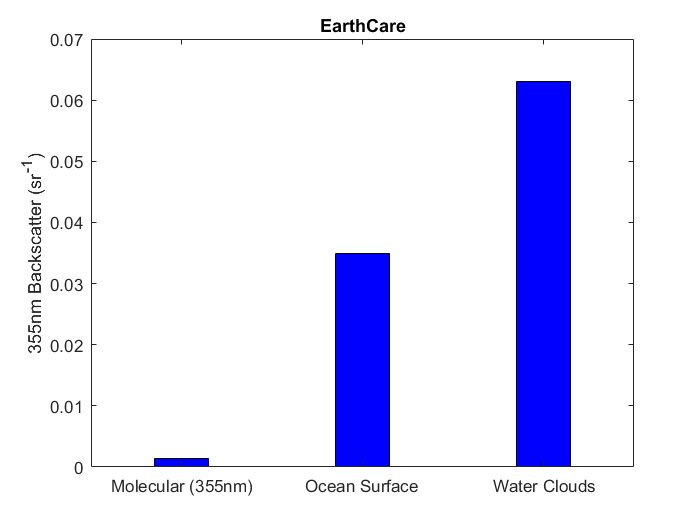 EarthCare
355nm Backscatter (sr-1)
0.07
0.06
0.05
0.04
0.03
0.02
0.01
0
Molecular (355nm) Ocean Surface Water Clouds